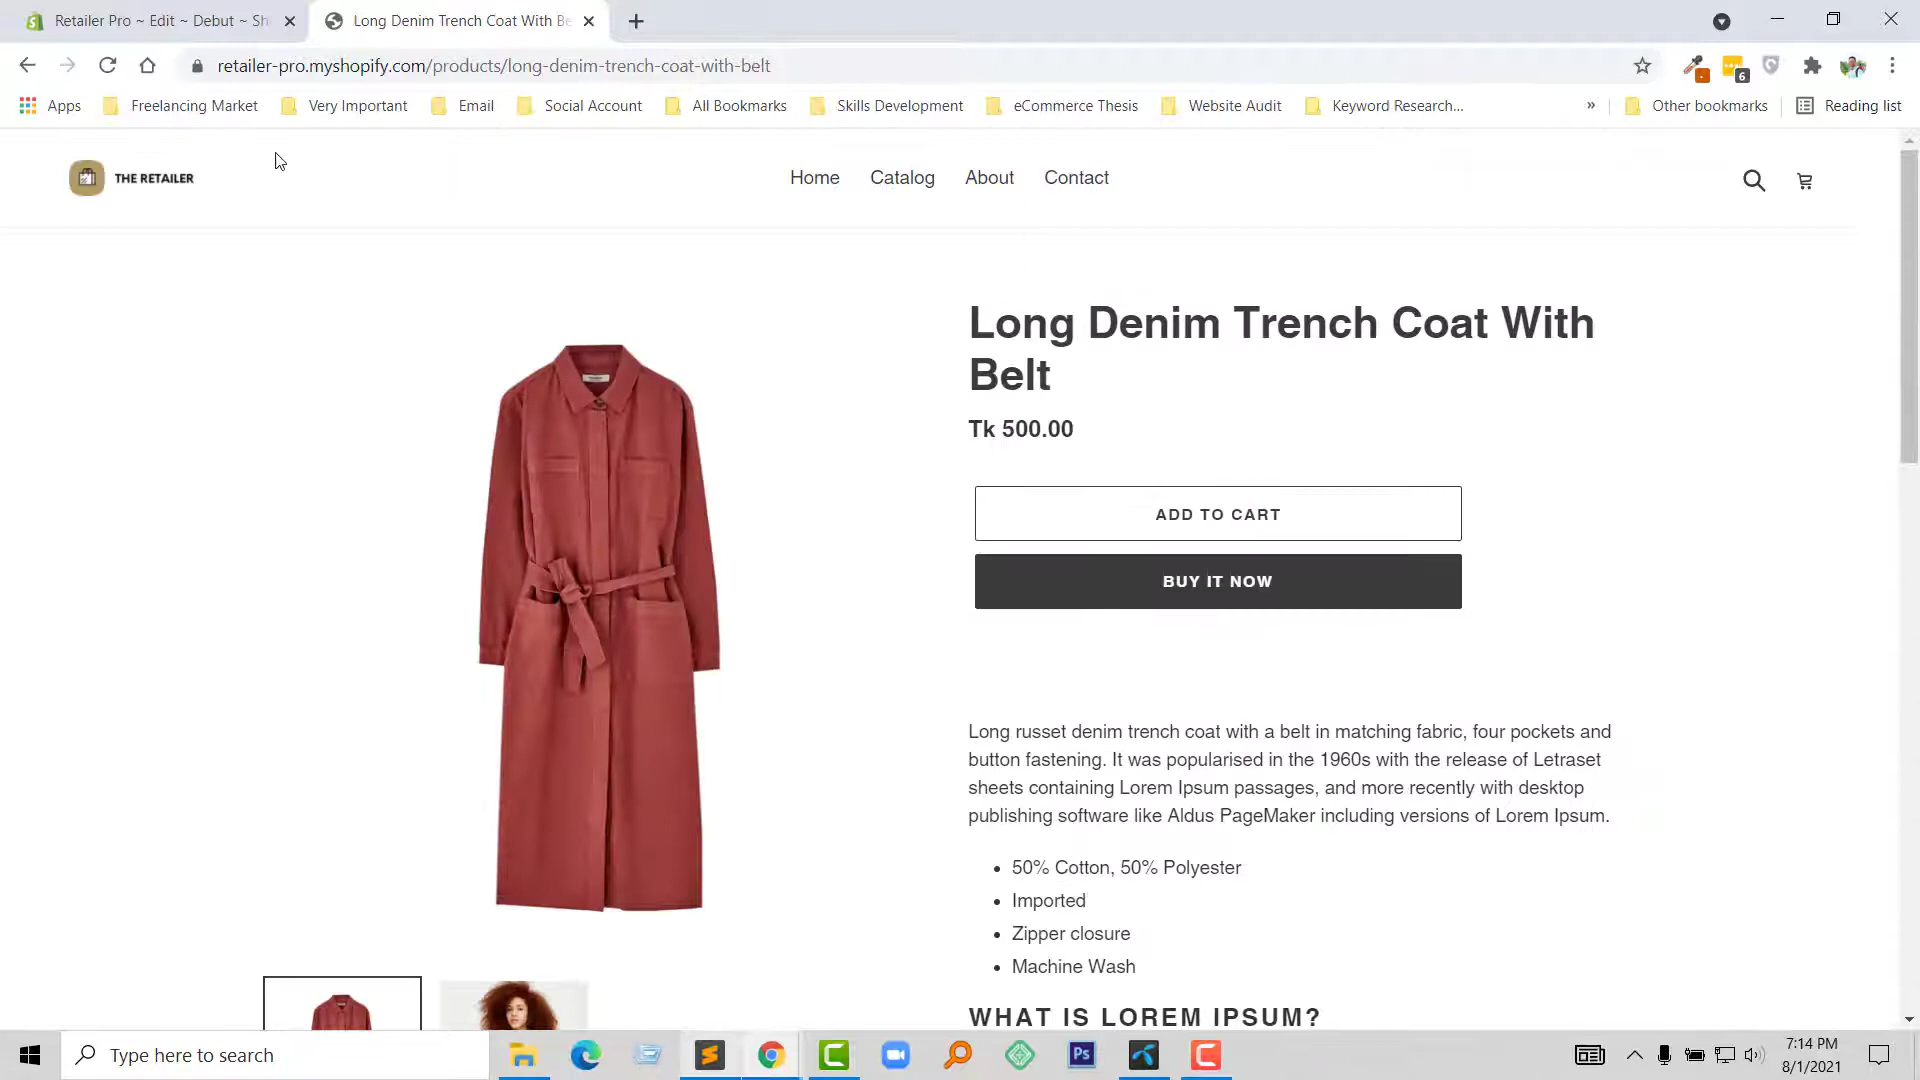 Retailer Pro ~ Edit ~ Debut ~ Sh
Long Denim Trench Coat With Be
retailer-pro.myshopify.com/products/long-denim-trench-coat-with-belt
6
Apps
Freelancing Market
Very Important
Email
Social Account
All Bookmarks
Skills Development
eCommerce Thesis
Website Audit
Keyword Research...
»
Other bookmarks
Reading list
THE RETAILER
Home
Catalog
About
Contact
Long Denim Trench Coat With
Belt
Tk 500.00
ADD TO CART
BUY IT NOW
Long russet denim trench coat with a belt in matching fabric, four pockets and
button fastening. It was popularised in the 1960s with the release of Letraset
sheets containing Lorem Ipsum passages, and more recently with desktop
publishing software like Aldus PageMaker including versions of Lorem Ipsum.
• 50% Cotton, 50% Polyester
• Imported
• Zipper closure
• Machine Wash
WHAT IS LOREM IPSUM?
Type here to search
Ps
7:14 PM
8/1/2021